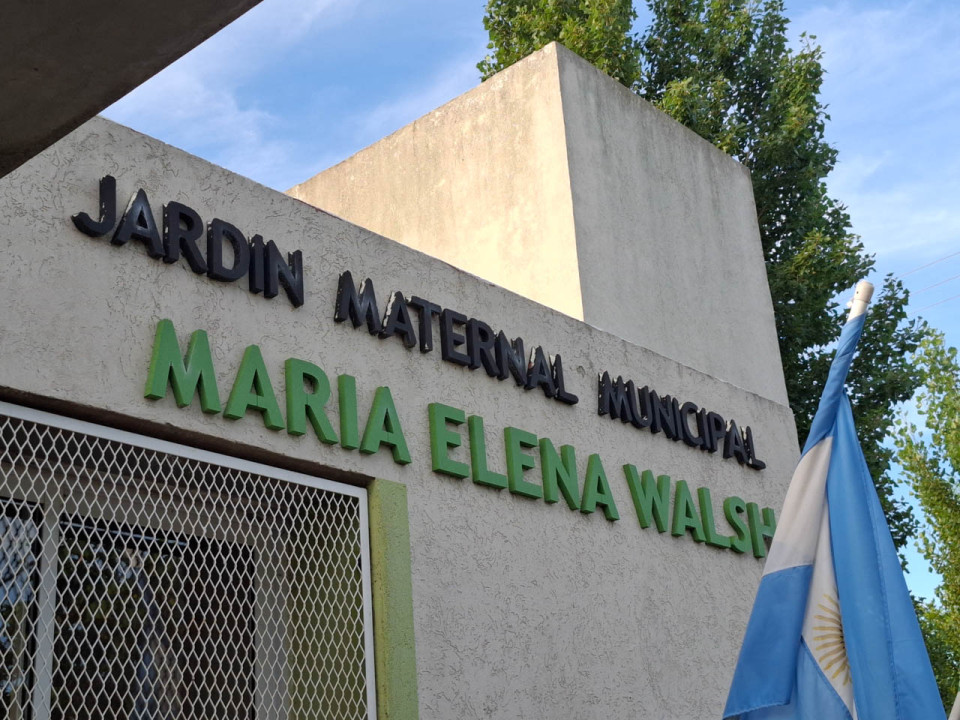 JARDIN MATERNAL MUNICIPAL
MARIA ELENA WALSH